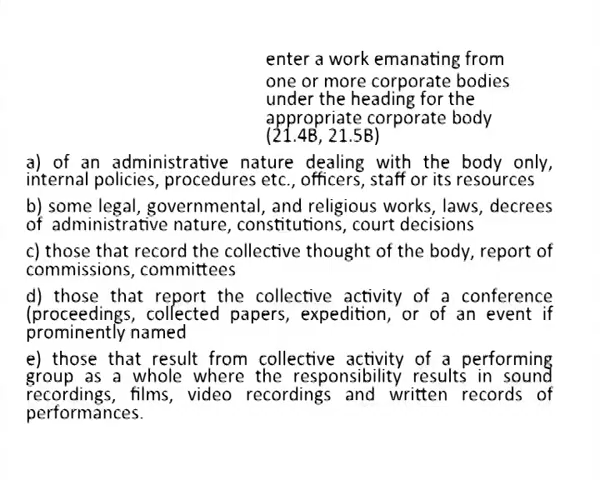 enter a work emanating from
one or more corporate bodies
under the heading for the
appropriate corporate body
(21.4B, 21.5B)
a) of an administrative nature dealing with the body only,
internal policies, procedures etc., officers, staff or its resources
b) some legal, governmental, and religious works, laws, decrees
of administrative nature, constitutions, court decisions
c) those that record the collective thought of the body, report of
commissions, committees
d) those that report the collective activity of a conference
(proceedings, collected papers, expedition, or of an event if
prominently named
e) those that result from collective activity of a performing
group as a whole where the responsibility results in sound
recordings, films, video recordings and written records of
performances.